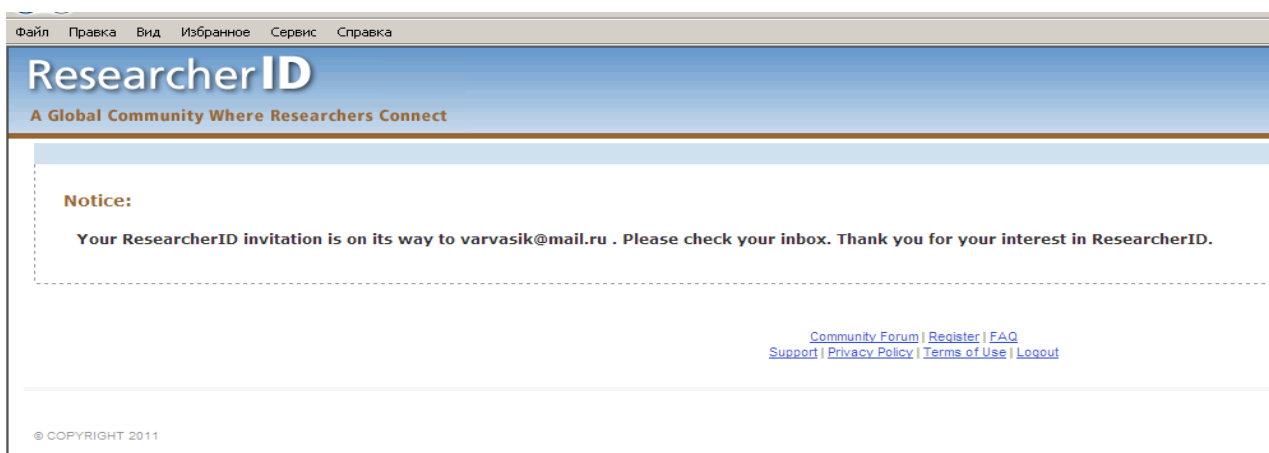 Файл Правка Вид Избранное Сервис Справка
ResearcherID
A Global Community Where Researchers Connect
Notice:
Your ResearcherID invitation is on its way to varvasik@mail.ru . Please check your inbox. Thank you for your interest in ResearcherID.
Community Forum | Register | FAQ
Support | Privacy Policy | Terms of Use | Logout
© COPYRIGHT 2011